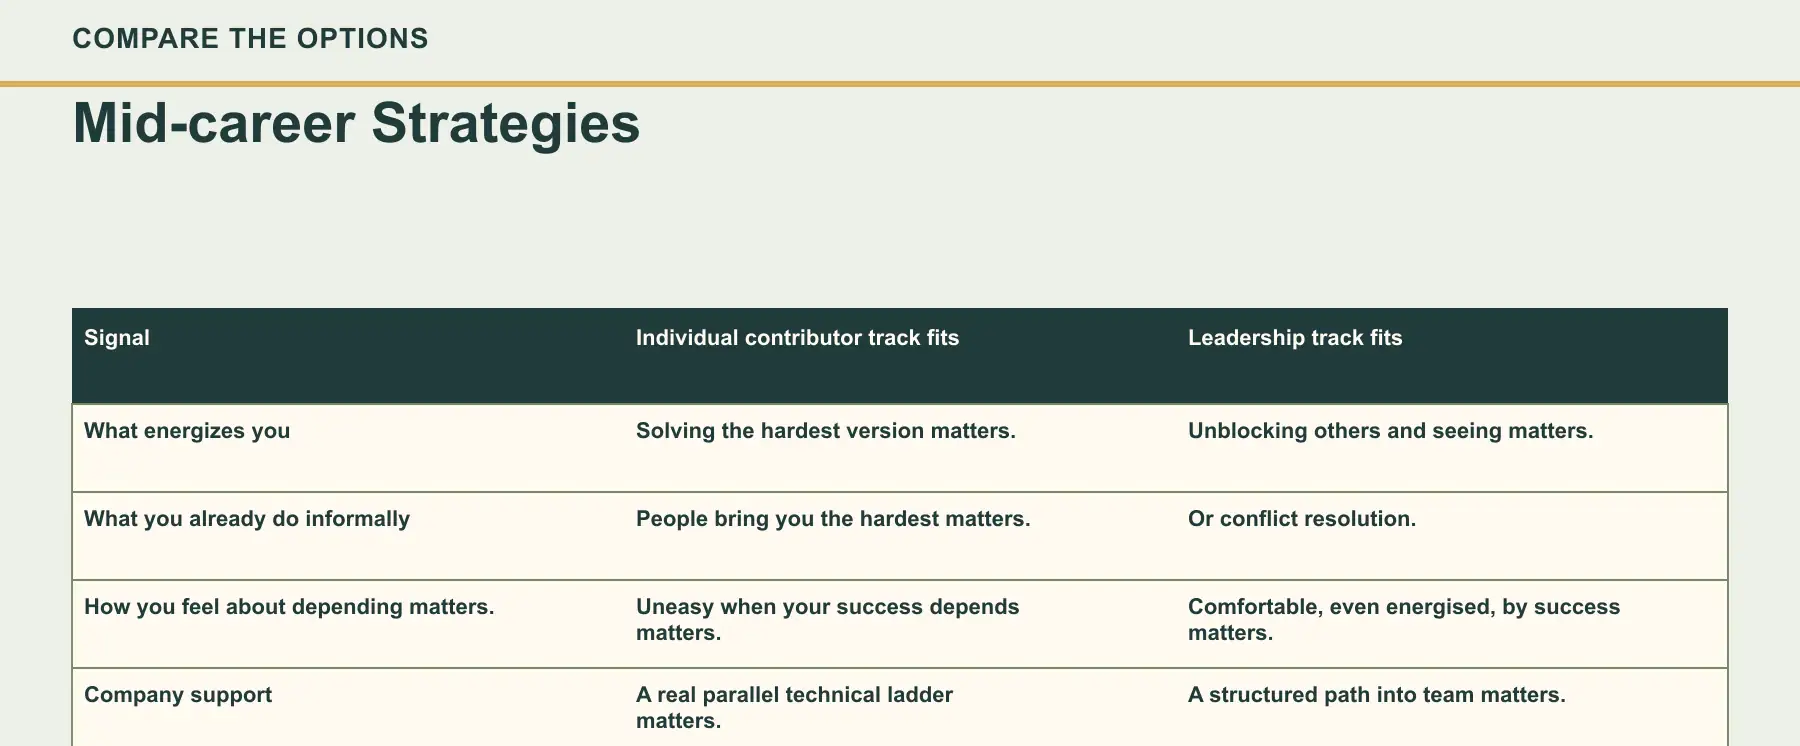 COMPARE THE OPTIONS
Mid-career Strategies
Signal
Individual contributor track fits
Leadership track fits
What energizes you
Solving the hardest version matters.
Unblocking others and seeing matters.
What you already do informally
People bring you the hardest matters.
Or conflict resolution.
How you feel about depending matters.
Uneasy when your success depends
matters.
Comfortable, even energised, by success
matters.
Company support
A real parallel technical ladder
matters.
A structured path into team matters.